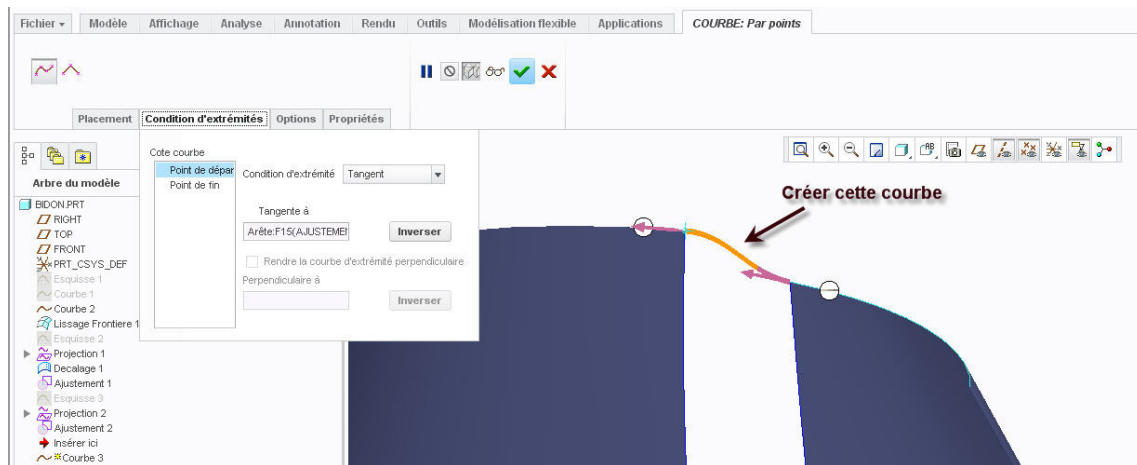 Fichier Modèle Affichage Analyse Annotation Rendu Outils Modélisation flexible Applications COURBE: Par points
Placement Condition d'extrémités Options Propriétés
Cote courbe
Point de dépar
Point de fin
Condition d'extrémité Tangent
Tangente à
Arête:F15(AJUSTEMEI Inverser
Rendre la courbe d'extrémité perpendiculaire
Perpendiculaire à
Inverser
Arbre du modèle
BIDON.PRT
RIGHT
TOP
FRONT
PRT_CSYS_DEF
Esquisse 1
Courbe 1
Courbe 2
Lissage Frontiere 1
Esquisse 2
Projection 1
Decalage 1
Ajustement 1
Esquisse 3
Projection 2
Ajustement 2
Insérer ici
Courbe 3
Créer cette courbe